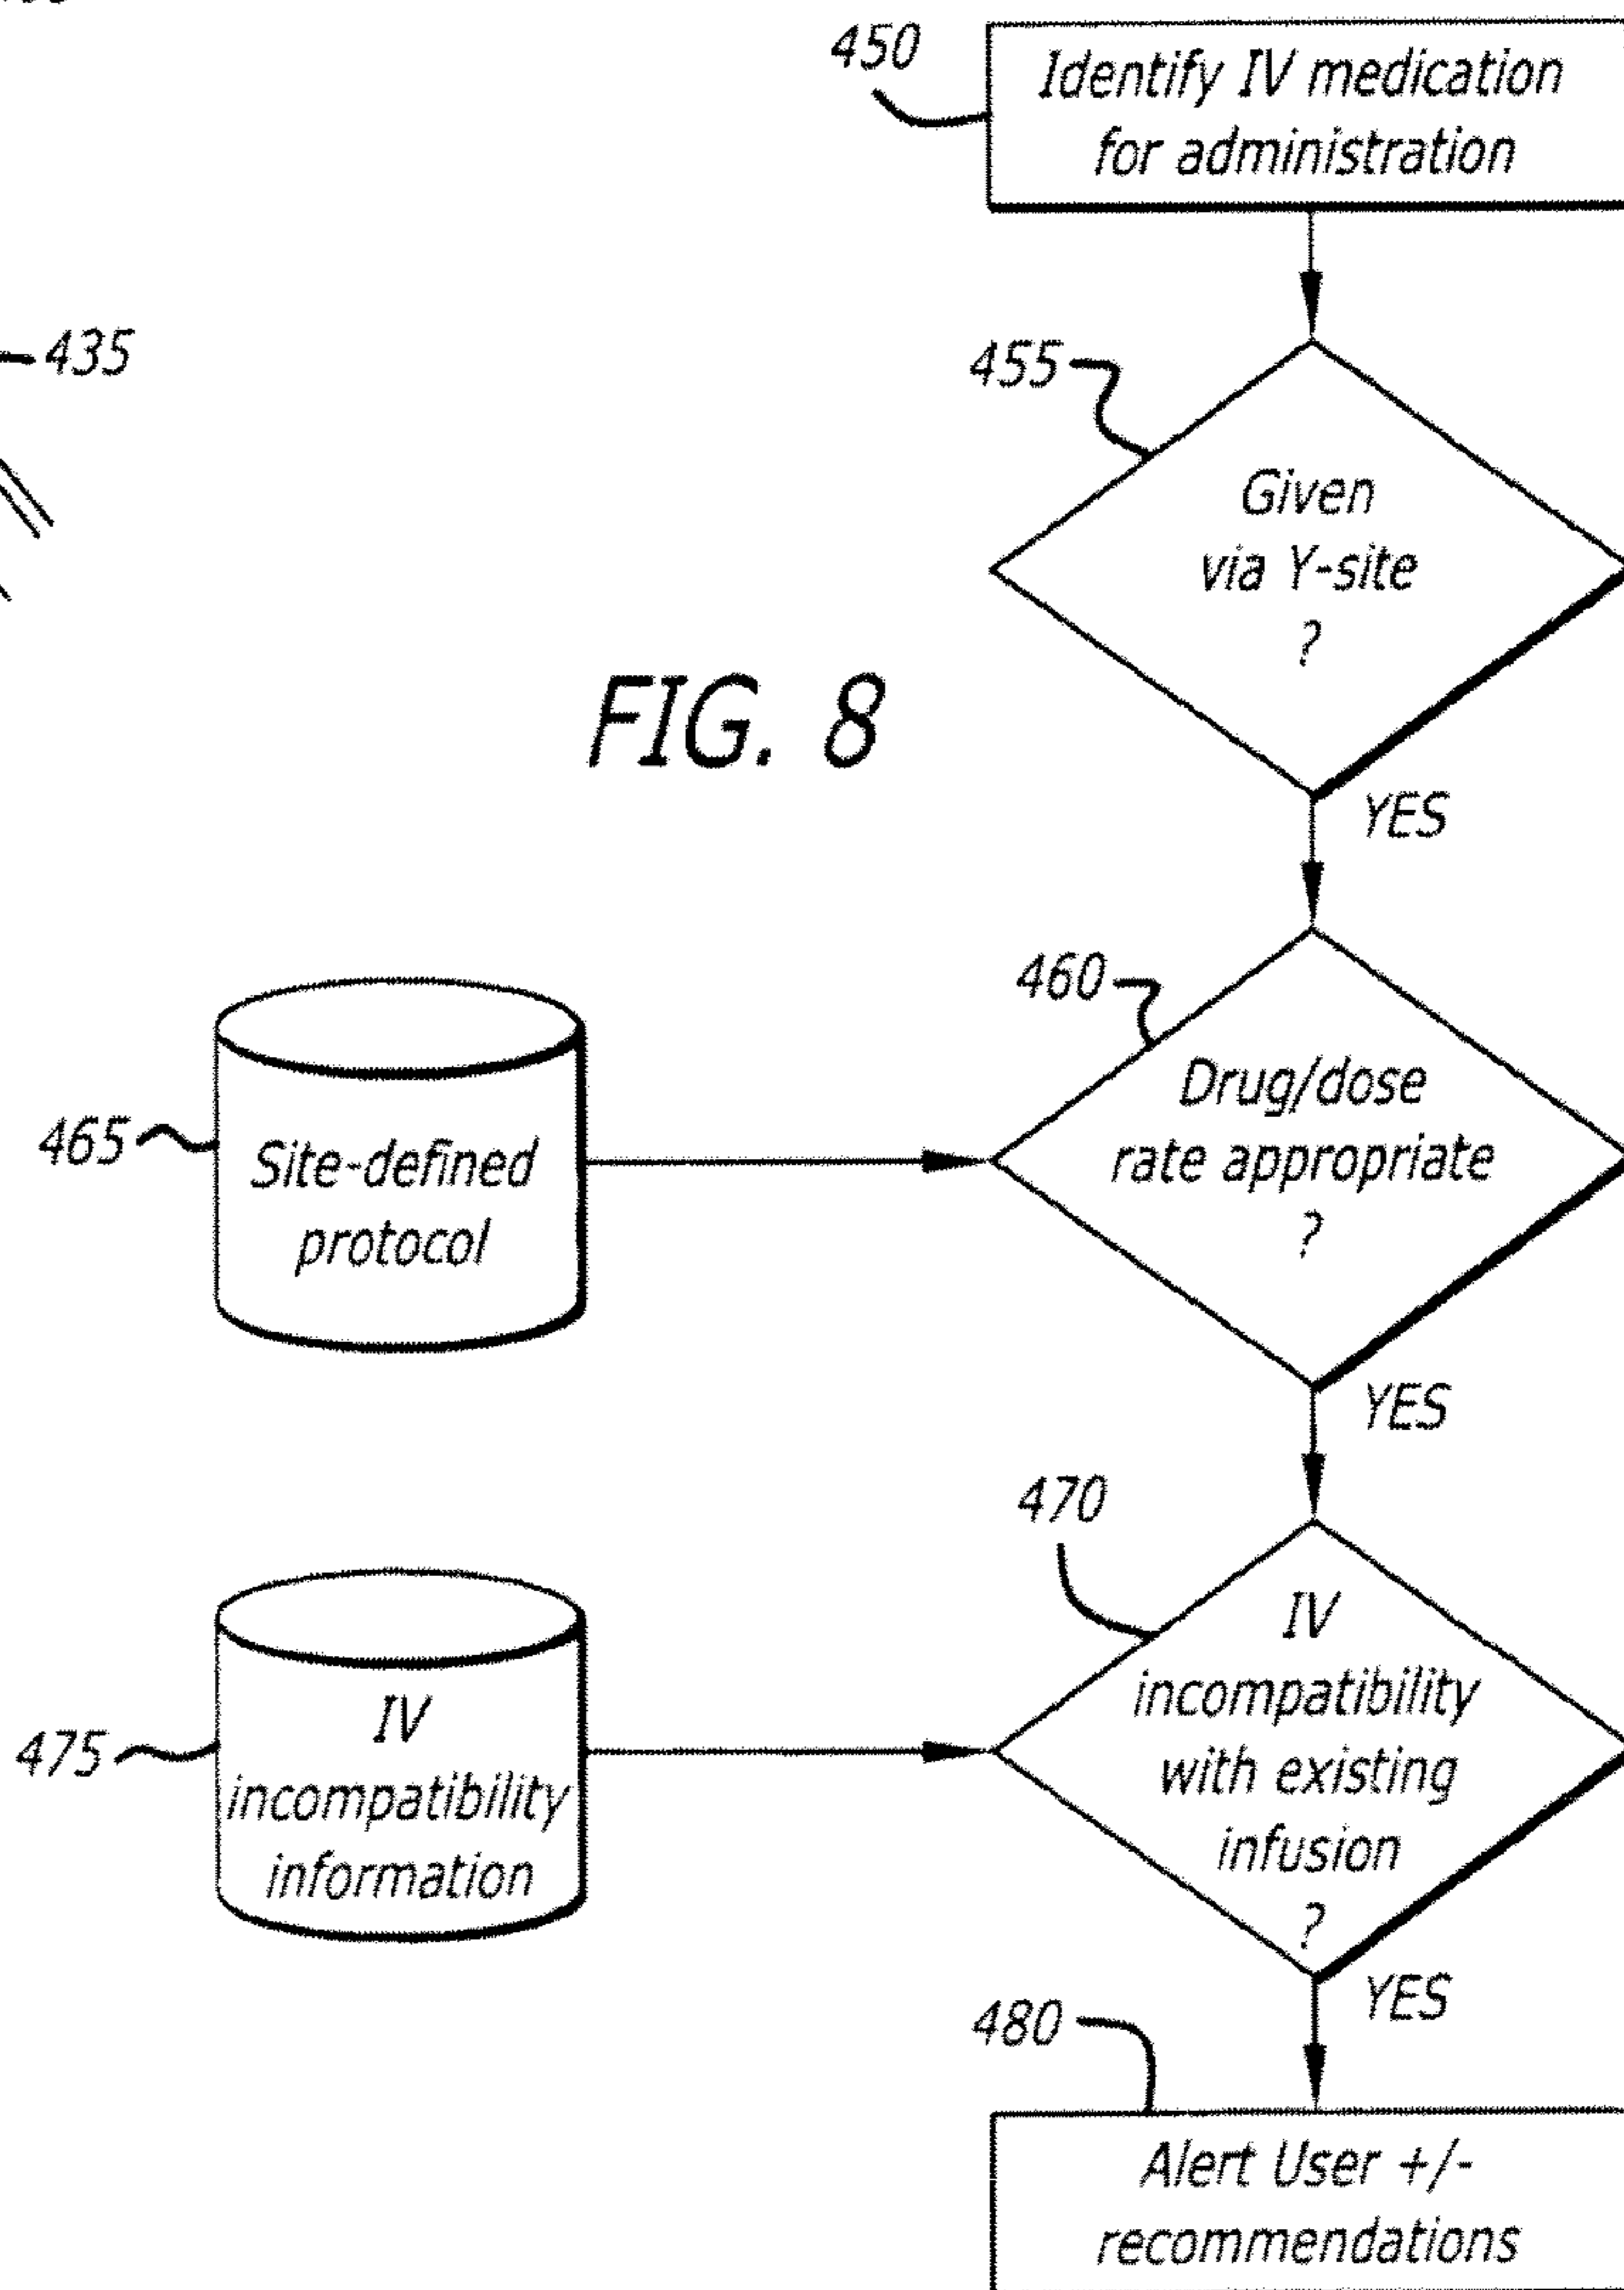 450
Identify IV medication
for administration
435
455
Given
via Y-site
?
FIG. 8
YES
460
Drug/dose
rate appropriate
?
465
Site-defined
protocol
YES
470
IV
incompatibility
with existing
infusion
?
475
IV
incompatibility
information
YES
480
Alert User +/-
recommendations